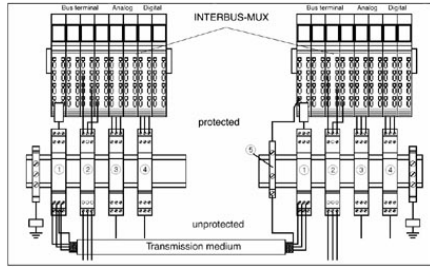 Bus terminal Analog Digital
Bus terminal Analog Digital
INTERBUS-MUX
protected
5
1 2 3 4
1 2 3 4
unprotected
Transmission medium